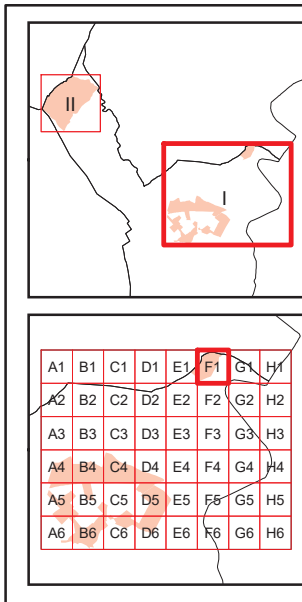 II
I
A1 B1 C1 D1 E1 F1 G1 H1
A2 B2 C2 D2 E2 F2 G2 H2
A3 B3 C3 D3 E3 F3 G3 H3
A4 B4 C4 D4 E4 F4 G4 H4
A5 B5 C5 D5 E5 F5 G5 H5
A6 B6 C6 D6 E6 F6 G6 H6